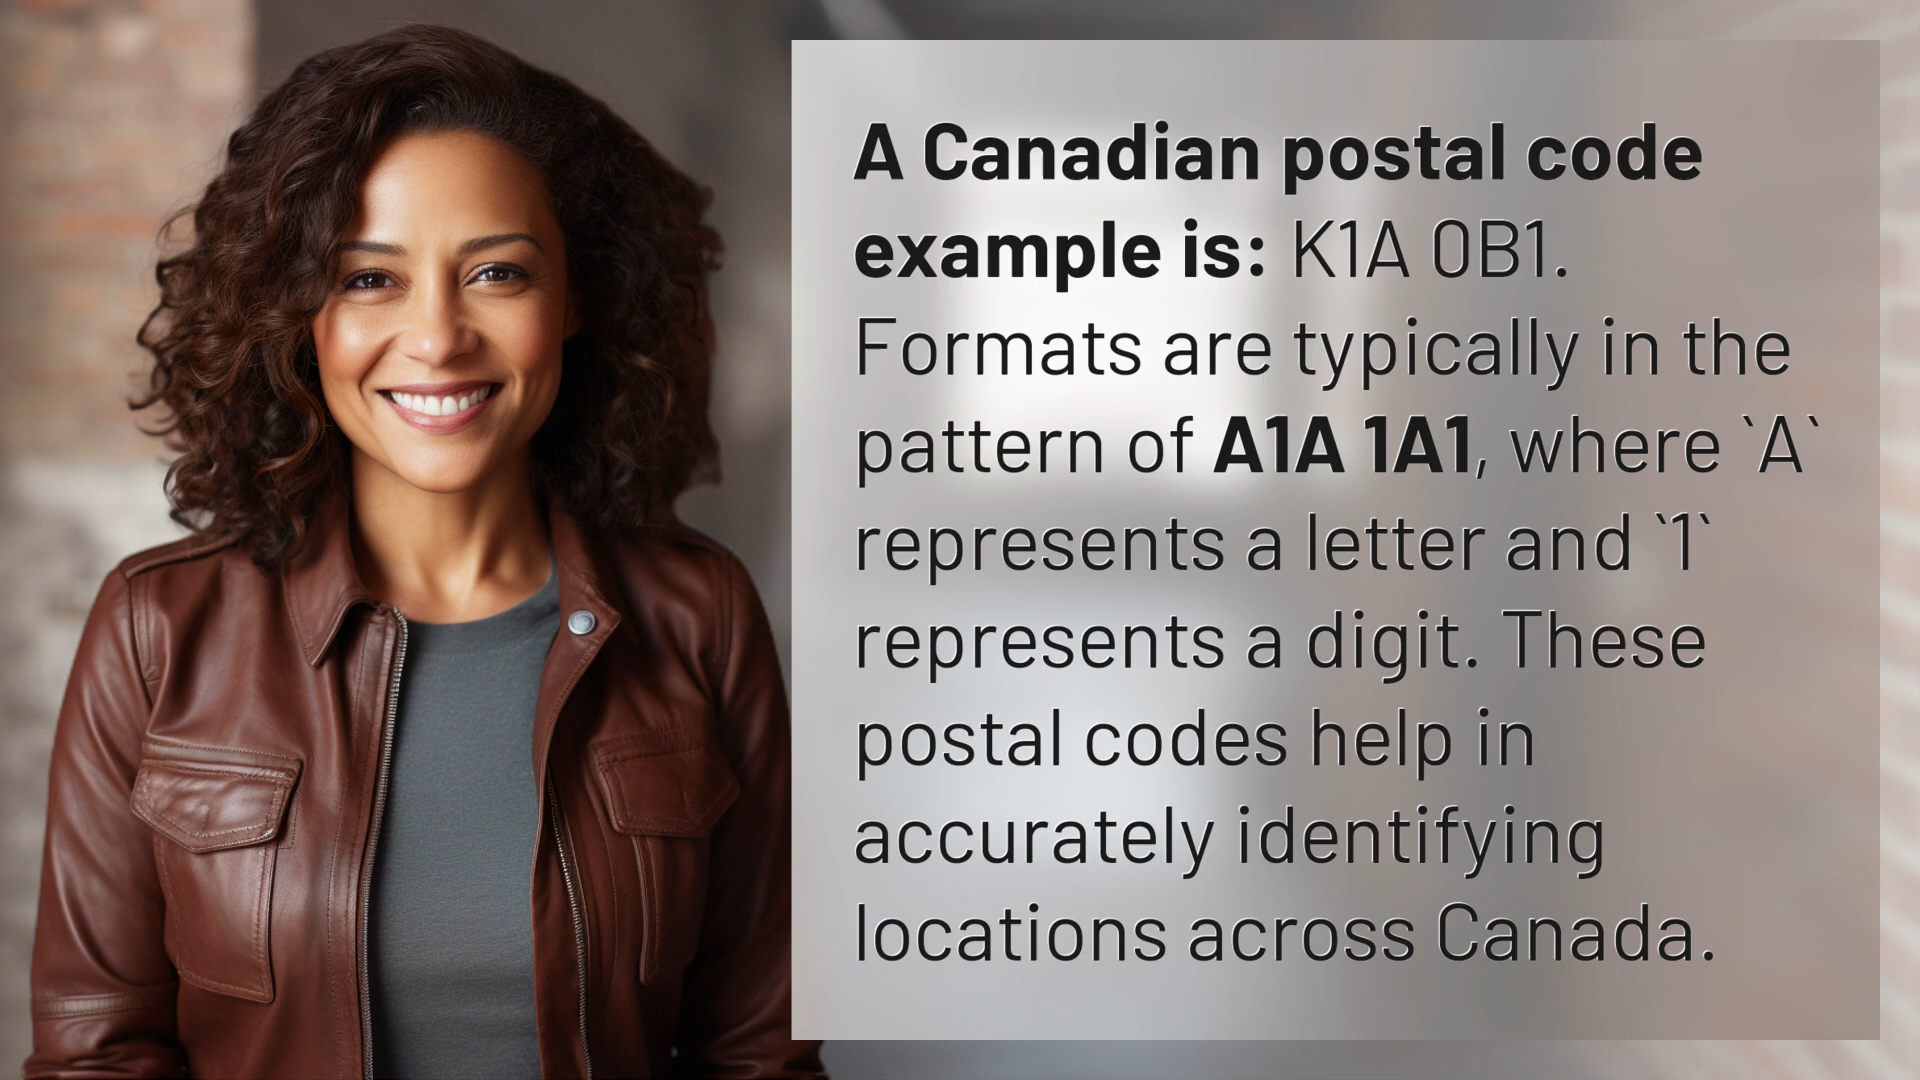 A Canadian postal code
example is: K1A 0B1.
Formats are typically in the
pattern of A1A 1A1, where `A`
represents a letter and `1`
represents a digit. These
postal codes help in
accurately identifying
locations across Canada.